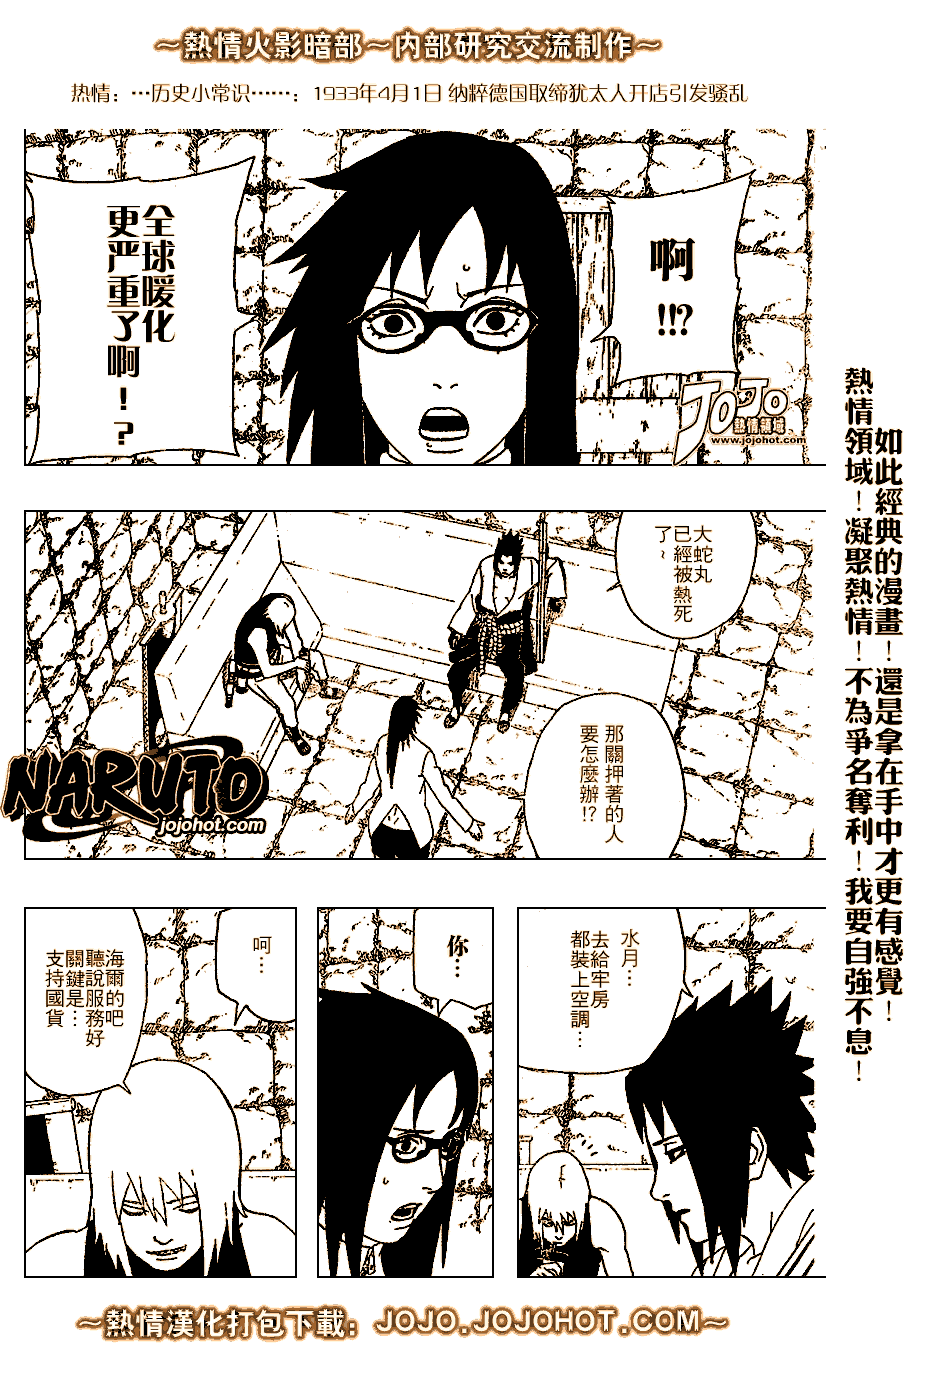 ～熱情火影暗部～内部研究交流制作～
热情：…历史小常识……：1933年4月1日 纳粹德国取缔犹太人开店引发骚乱
啊
!!?
全球暖化
更严重了啊！？
JOJO
熱情領域
www.jojohot.com
如此經典的漫畫！還是拿在手中才更有感覺！
熱情領域！凝聚熱情！不為爭名奪利！我要自強不息！
大蛇丸
已經被熱死
了~
那關押著的人
要怎麼辦!?
NARUTO
jojohot.com
水月…
去給牢房
都裝上空調…
你…
呵…
海爾的吧
聽說服務好
關鍵是…
支持國貨
～熱情漢化打包下載：JOJO.JOJOHOT.COM～